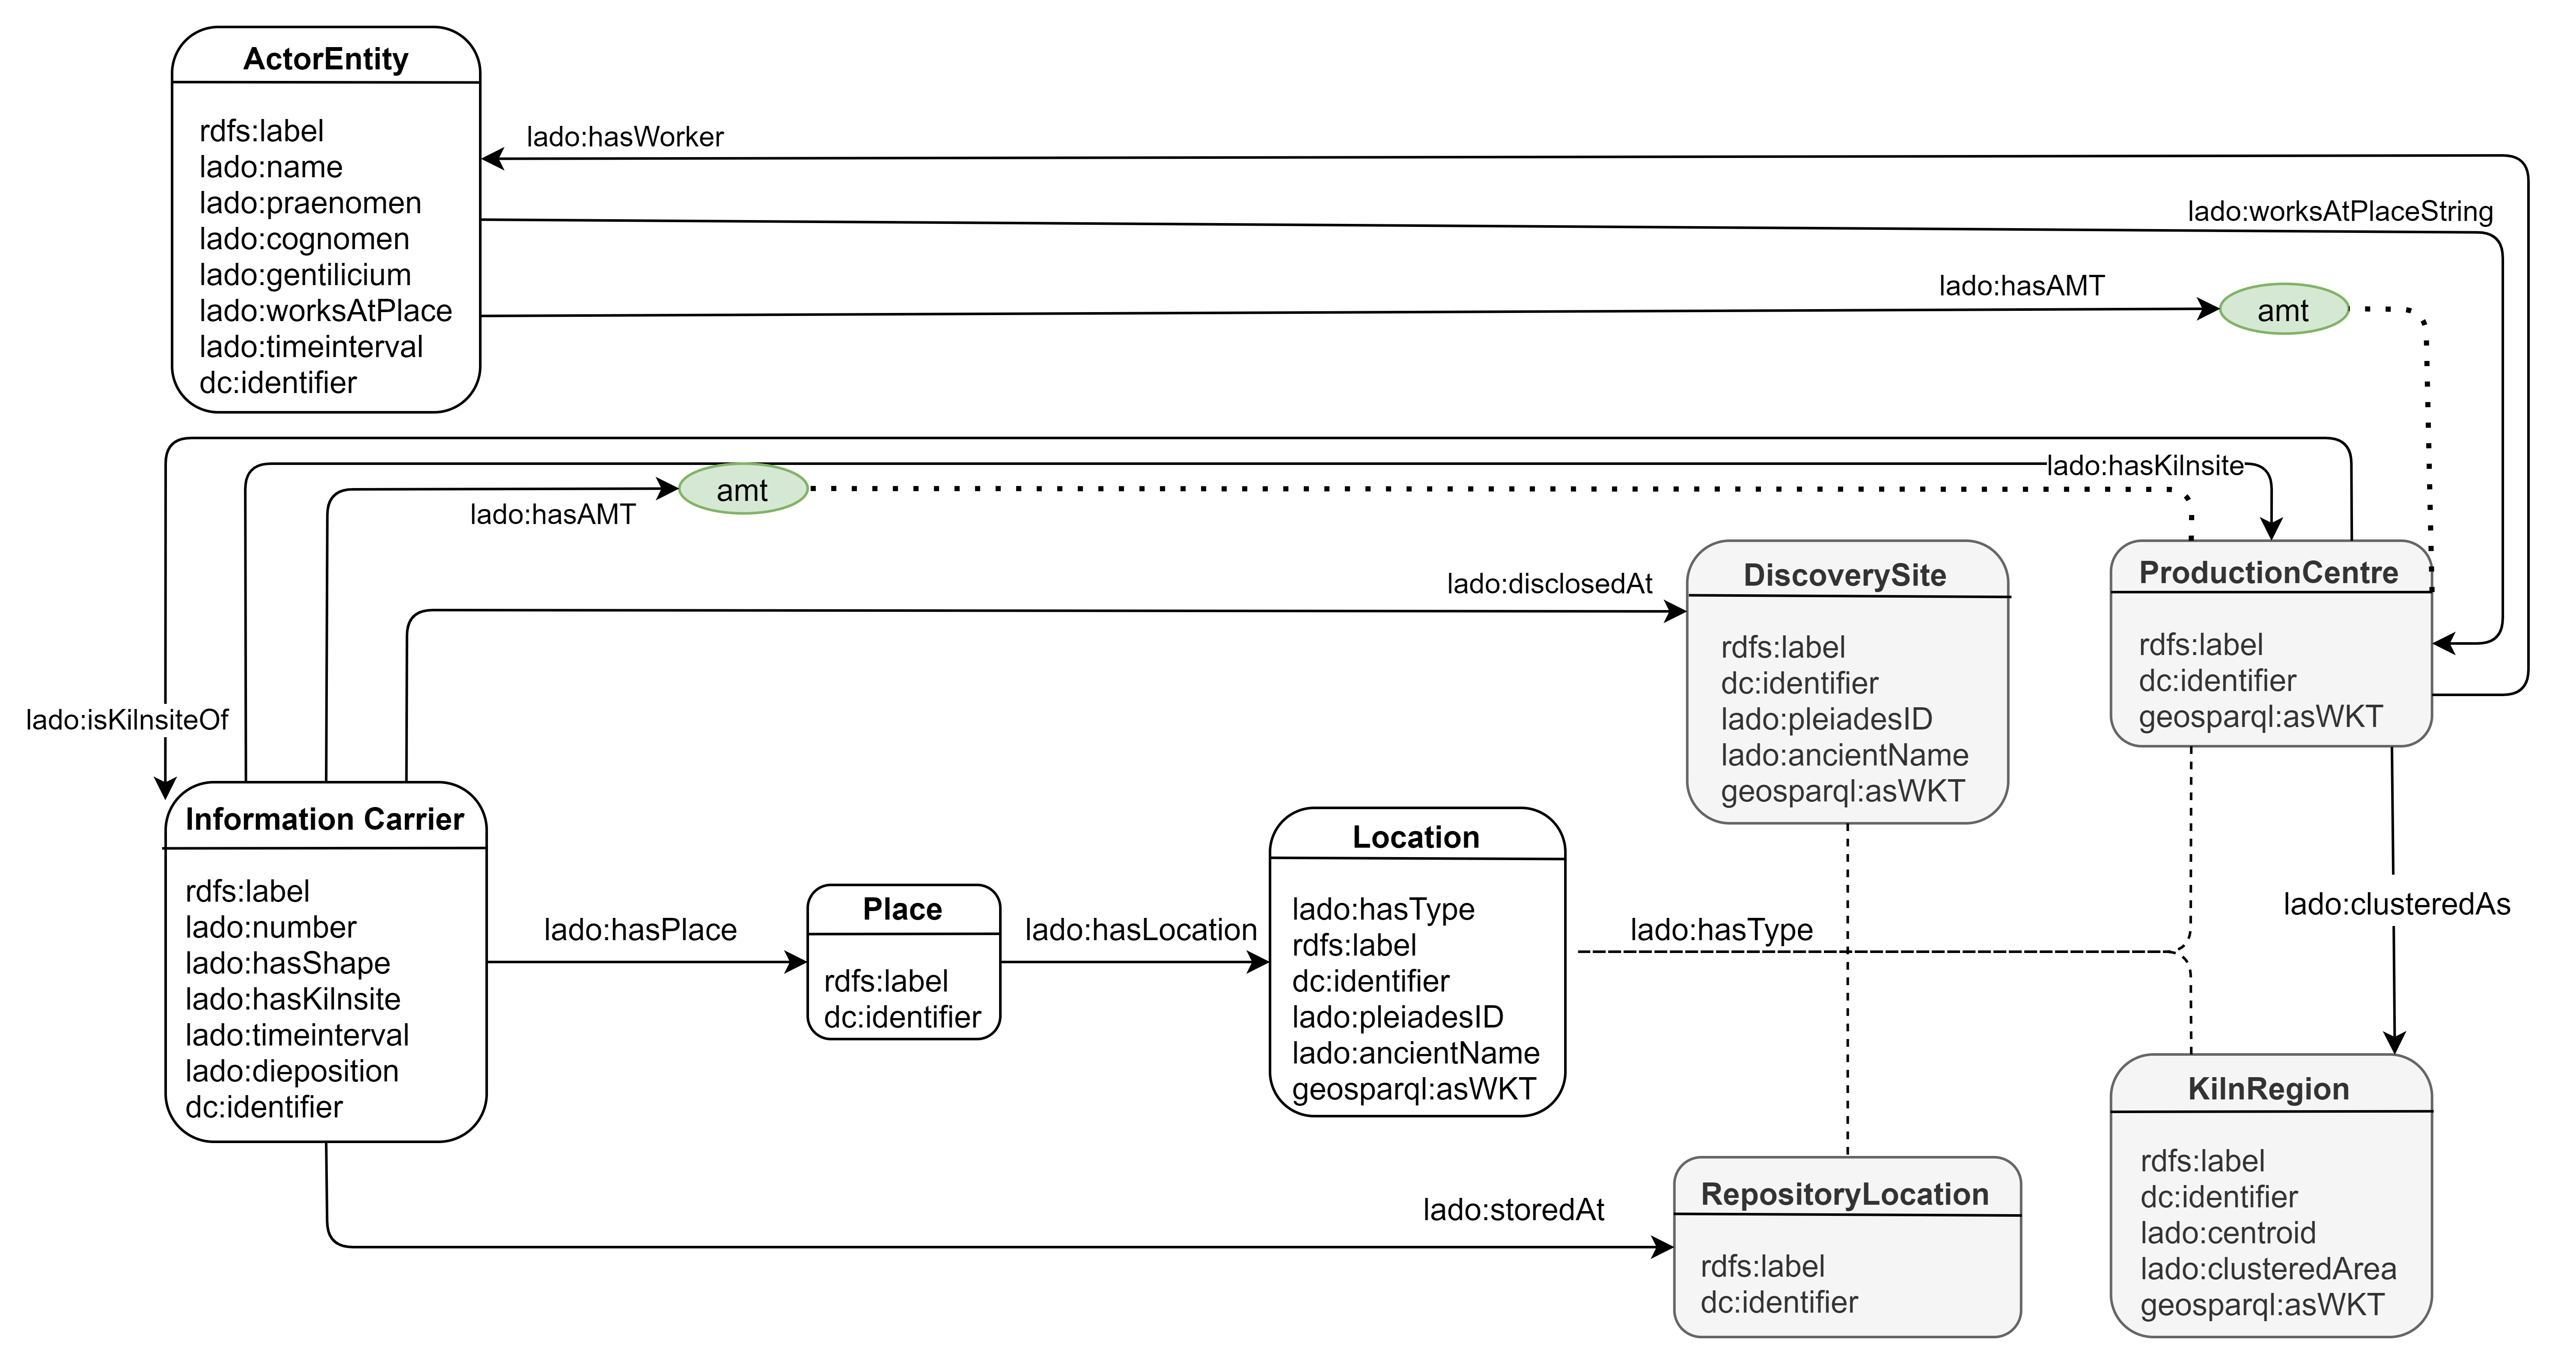 ActorEntity
rdfs:label
lado:name
lado:praenomen
lado:cognomen
lado:gentilicium
lado:worksAtPlace
lado:timeinterval
dc:identifier
lado:hasWorker
lado:worksAtPlaceString
lado:hasAMT
amt
lado:hasKilnsite
amt
lado:hasAMT
lado:disclosedAt
lado:isKilnsiteOf
DiscoverySite
rdfs:label
dc:identifier
lado:pleiadesID
lado:ancientName
geosparql:asWKT
ProductionCentre
rdfs:label
dc:identifier
geosparql:asWKT
Information Carrier
rdfs:label
lado:number
lado:hasShape
lado:hasKilnsite
lado:timeinterval
lado:dieposition
dc:identifier
lado:hasPlace
Place
rdfs:label
dc:identifier
lado:hasLocation
Location
lado:hasType
rdfs:label
dc:identifier
lado:pleiadesID
lado:ancientName
geosparql:asWKT
lado:hasType
lado:clusteredAs
lado:storedAt
RepositoryLocation
rdfs:label
dc:identifier
KilnRegion
rdfs:label
dc:identifier
lado:centroid
lado:clusteredArea
geosparql:asWKT